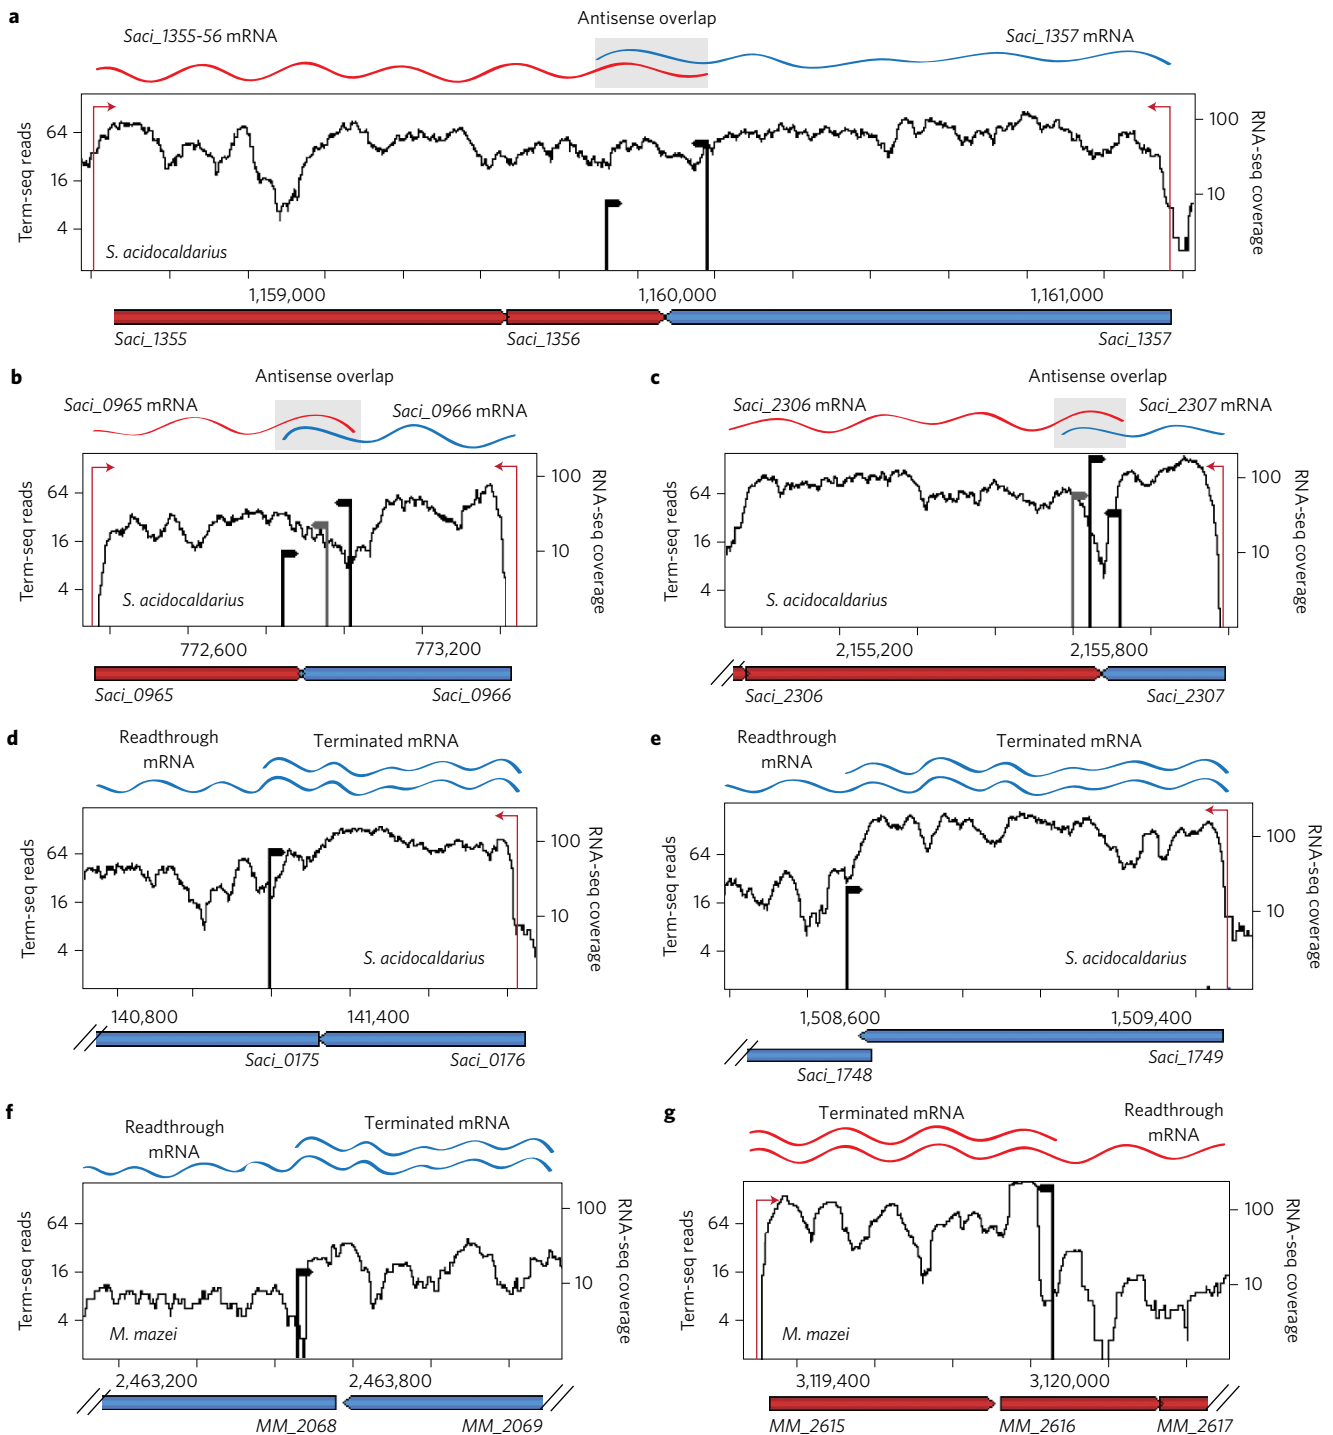 a
Antisense overlap
Saci_1355-56 mRNA
Saci_1357 mRNA
Term-seq reads
64
16
4
100
10
RNA-seq coverage
S. acidocaldarius
1,159,000
1,160,000
1,161,000
Saci_1355
Saci_1356
Saci_1357
b
Antisense overlap
Saci_0965 mRNA
Saci_0966 mRNA
Term-seq reads
64
16
4
100
10
RNA-seq coverage
S. acidocaldarius
772,600
773,200
Saci_0965
Saci_0966
c
Antisense overlap
Saci_2306 mRNA
Saci_2307 mRNA
Term-seq reads
64
16
4
100
10
RNA-seq coverage
S. acidocaldarius
2,155,200
2,155,800
Saci_2306
Saci_2307
d
Readthrough
mRNA
Terminated mRNA
Term-seq reads
64
16
4
100
10
RNA-seq coverage
S. acidocaldarius
140,800
141,400
Saci_0175
Saci_0176
e
Readthrough
mRNA
Terminated mRNA
Term-seq reads
64
16
4
100
10
RNA-seq coverage
S. acidocaldarius
1,508,600
1,509,400
Saci_1749
Saci_1748
f
Readthrough
mRNA
Terminated mRNA
Term-seq reads
64
16
4
100
10
RNA-seq coverage
M. mazei
2,463,200
2,463,800
MM_2068
MM_2069
g
Terminated mRNA
Readthrough
mRNA
Term-seq reads
64
16
4
100
10
RNA-seq coverage
M. mazei
3,119,400
3,120,000
MM_2615
MM_2616
MM_2617